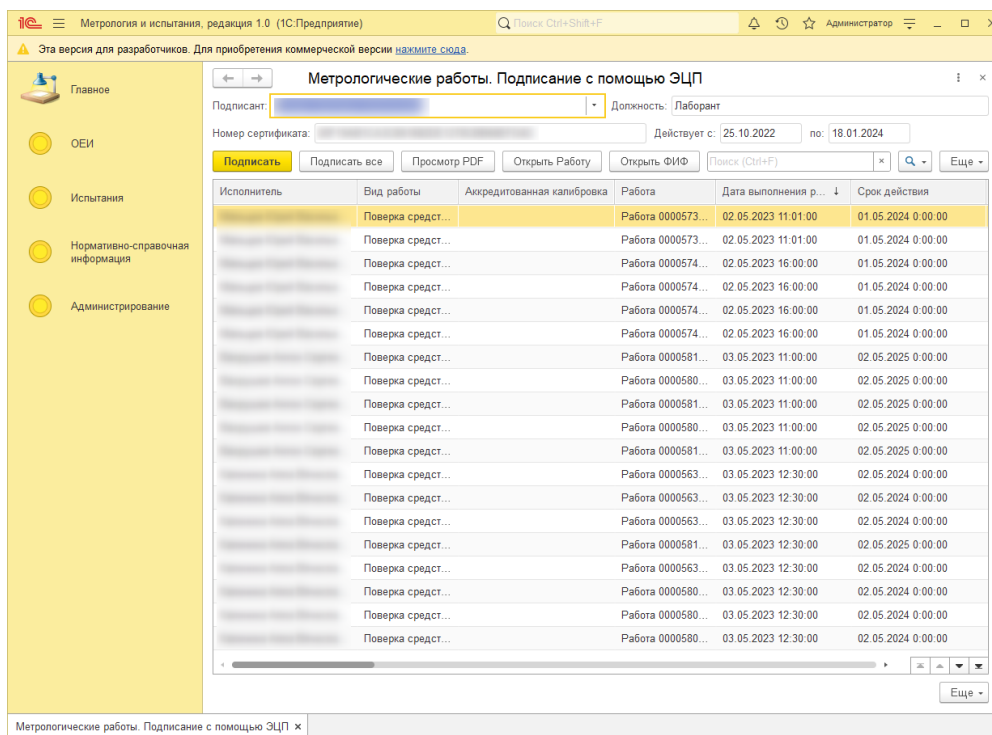 1С Метрология и испытания, редакция 1.0 (1С:Предприятие) Поиск Ctrl+Shift+F Администратор
Эта версия для разработчиков. Для приобретения коммерческой версии нажмите сюда.
Главное
ОЕИ
Испытания
Нормативно-справочная
информация
Администрирование
Метрологические работы. Подписание с помощью ЭЦП
Подписант: Должность: Лаборант
Номер сертификата: Действует с: 25.10.2022 по: 18.01.2024
Подписать Подписать все Просмотр PDF Открыть Работу Открыть ФИФ Поиск (Ctrl+F) × Еще
Исполнитель Вид работы Аккредитованная калибровка Работа Дата выполнения р... ↓ Срок действия
Поверка средст... Работа 0000573... 02.05.2023 11:01:00 01.05.2024 0:00:00
Поверка средст... Работа 0000573... 02.05.2023 11:01:00 01.05.2024 0:00:00
Поверка средст... Работа 0000574... 02.05.2023 16:00:00 01.05.2024 0:00:00
Поверка средст... Работа 0000574... 02.05.2023 16:00:00 01.05.2024 0:00:00
Поверка средст... Работа 0000574... 02.05.2023 16:00:00 01.05.2024 0:00:00
Поверка средст... Работа 0000574... 02.05.2023 16:00:00 01.05.2024 0:00:00
Поверка средст... Работа 0000581... 03.05.2023 11:00:00 02.05.2025 0:00:00
Поверка средст... Работа 0000580... 03.05.2023 11:00:00 02.05.2025 0:00:00
Поверка средст... Работа 0000581... 03.05.2023 11:00:00 02.05.2025 0:00:00
Поверка средст... Работа 0000580... 03.05.2023 11:00:00 02.05.2025 0:00:00
Поверка средст... Работа 0000581... 03.05.2023 11:00:00 02.05.2025 0:00:00
Поверка средст... Работа 0000563... 03.05.2023 12:30:00 02.05.2024 0:00:00
Поверка средст... Работа 0000563... 03.05.2023 12:30:00 02.05.2024 0:00:00
Поверка средст... Работа 0000563... 03.05.2023 12:30:00 02.05.2024 0:00:00
Поверка средст... Работа 0000581... 03.05.2023 12:30:00 02.05.2025 0:00:00
Поверка средст... Работа 0000563... 03.05.2023 12:30:00 02.05.2024 0:00:00
Поверка средст... Работа 0000580... 03.05.2023 12:30:00 02.05.2024 0:00:00
Поверка средст... Работа 0000580... 03.05.2023 12:30:00 02.05.2024 0:00:00
Поверка средст... Работа 0000580... 03.05.2023 12:30:00 02.05.2024 0:00:00
Еще
Метрологические работы. Подписание с помощью ЭЦП ×